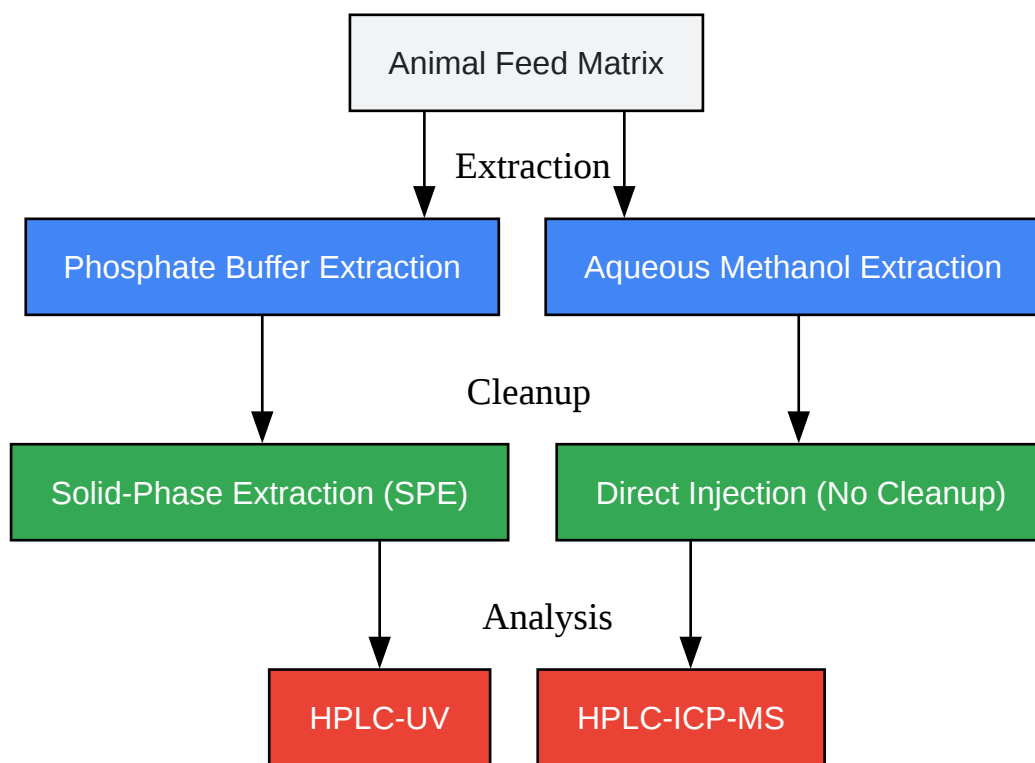 Animal Feed Matrix
Extraction
Phosphate Buffer Extraction
Aqueous Methanol Extraction
Cleanup
Solid-Phase Extraction (SPE)
Direct Injection (No Cleanup)
Analysis
HPLC-UV
HPLC-ICP-MS